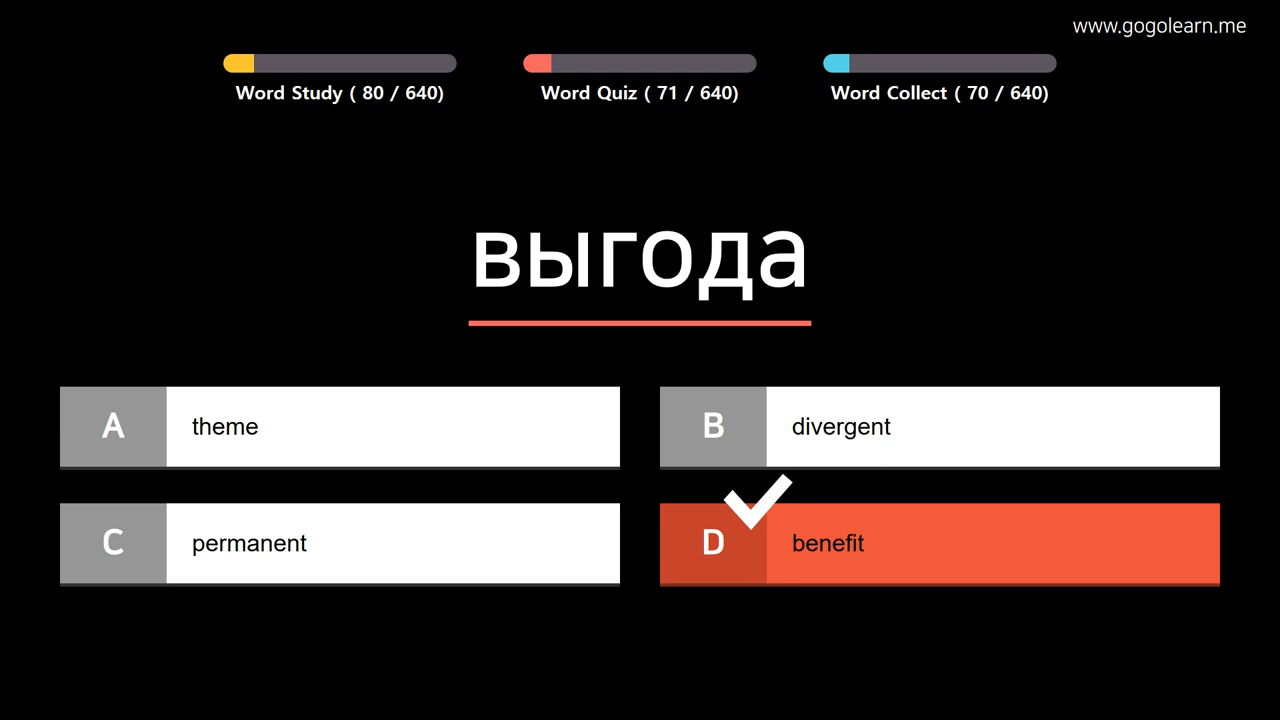 www.gogolearn.me
Word Study ( 80 / 640)
Word Quiz ( 71 / 640)
Word Collect ( 70 / 640)
выгода
A theme
B divergent
C permanent
D benefit